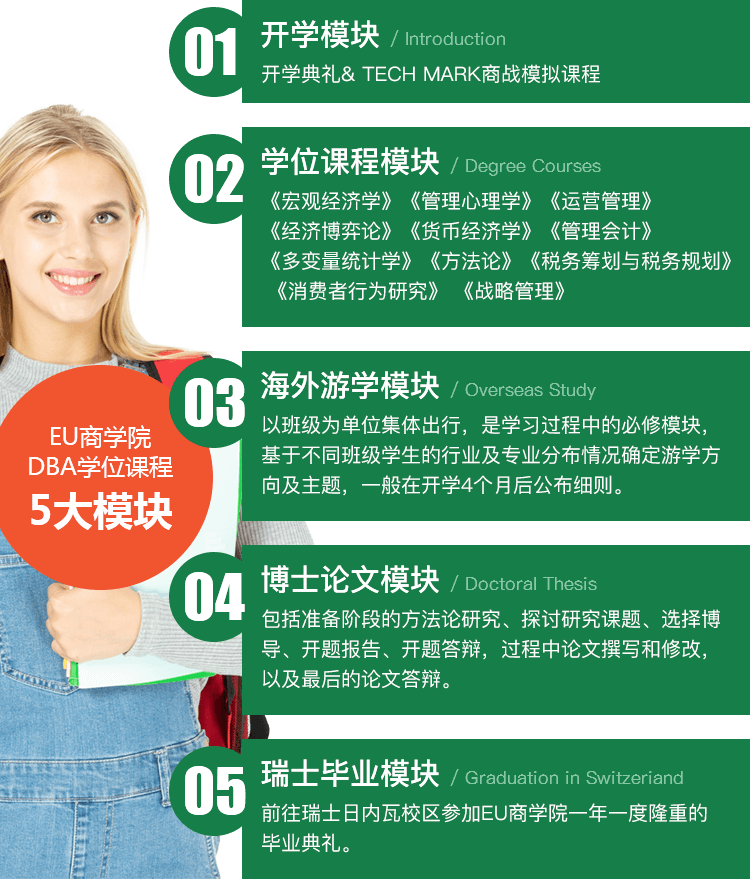 01
开学模块 / Introduction
开学典礼& TECH MARK商战模拟课程
02
学位课程模块 / Degree Courses
《宏观经济学》《管理心理学》《运营管理》
《经济博弈论》《货币经济学》《管理会计》
《多变量统计学》《方法论》《税务筹划与税务规划》
《消费者行为研究》 《战略管理》
EU商学院
DBA学位课程
5大模块
03
海外游学模块 / Overseas Study
以班级为单位集体出行，是学习过程中的必修模块，
基于不同班级学生的行业及专业分布情况确定游学方
向及主题，一般在开学4个月后公布细则。
04
博士论文模块 / Doctoral Thesis
包括准备阶段的方法论研究、探讨研究课题、选择博
导、开题报告、开题答辩，过程中论文撰写和修改，
以及最后的论文答辩。
05
瑞士毕业模块 / Graduation in Switzeriand
前往瑞士日内瓦校区参加EU商学院一年一度隆重的
毕业典礼。